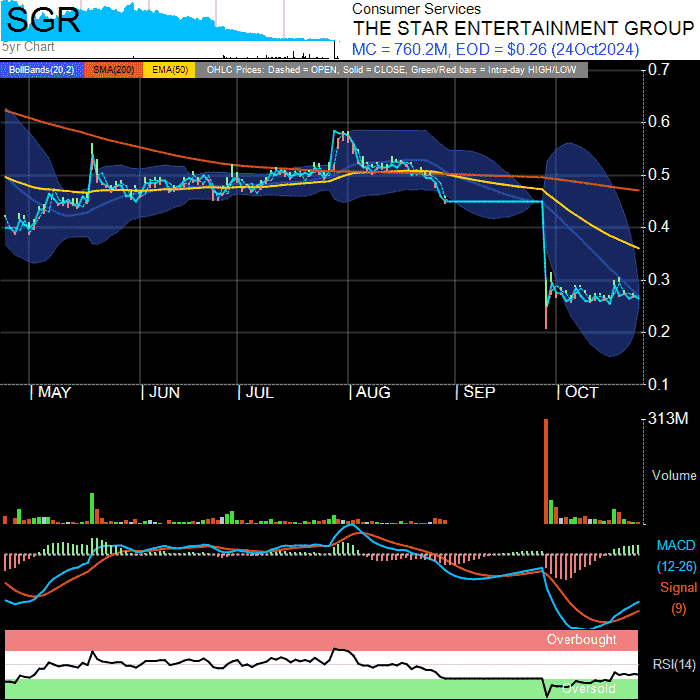 SGR
5yr Chart
Consumer Services
THE STAR ENTERTAINMENT GROUP
MC = 760.2M, EOD = $0.26 (24Oct2024)
BollBands(20,2) SMA(200) EMA(50) OHLC Prices: Dashed = OPEN, Solid = CLOSE, Green/Red bars = Intra-day HIGH/LOW
0.7
0.6
0.5
0.4
0.3
0.2
0.1
MAY JUN JUL AUG SEP OCT
313M
Volume
MACD
(12-26)
Signal
(9)
Overbought
RSI(14)
Oversold